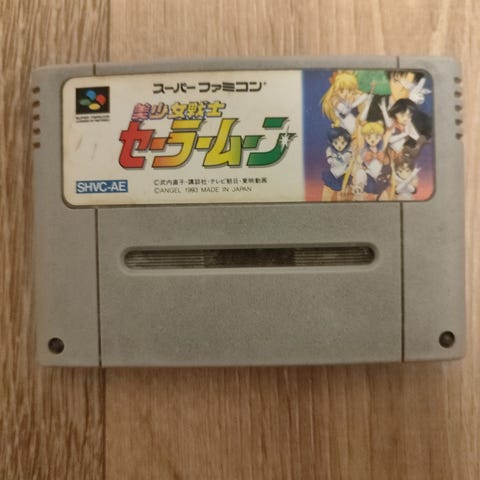 スーパーファミコン
SUPER FAMICOM
美少女戦士
セーラームーン
SHVC-AE
©武内直子・講談社・テレビ朝日・東映動画
©ANGEL 1993 MADE IN JAPAN